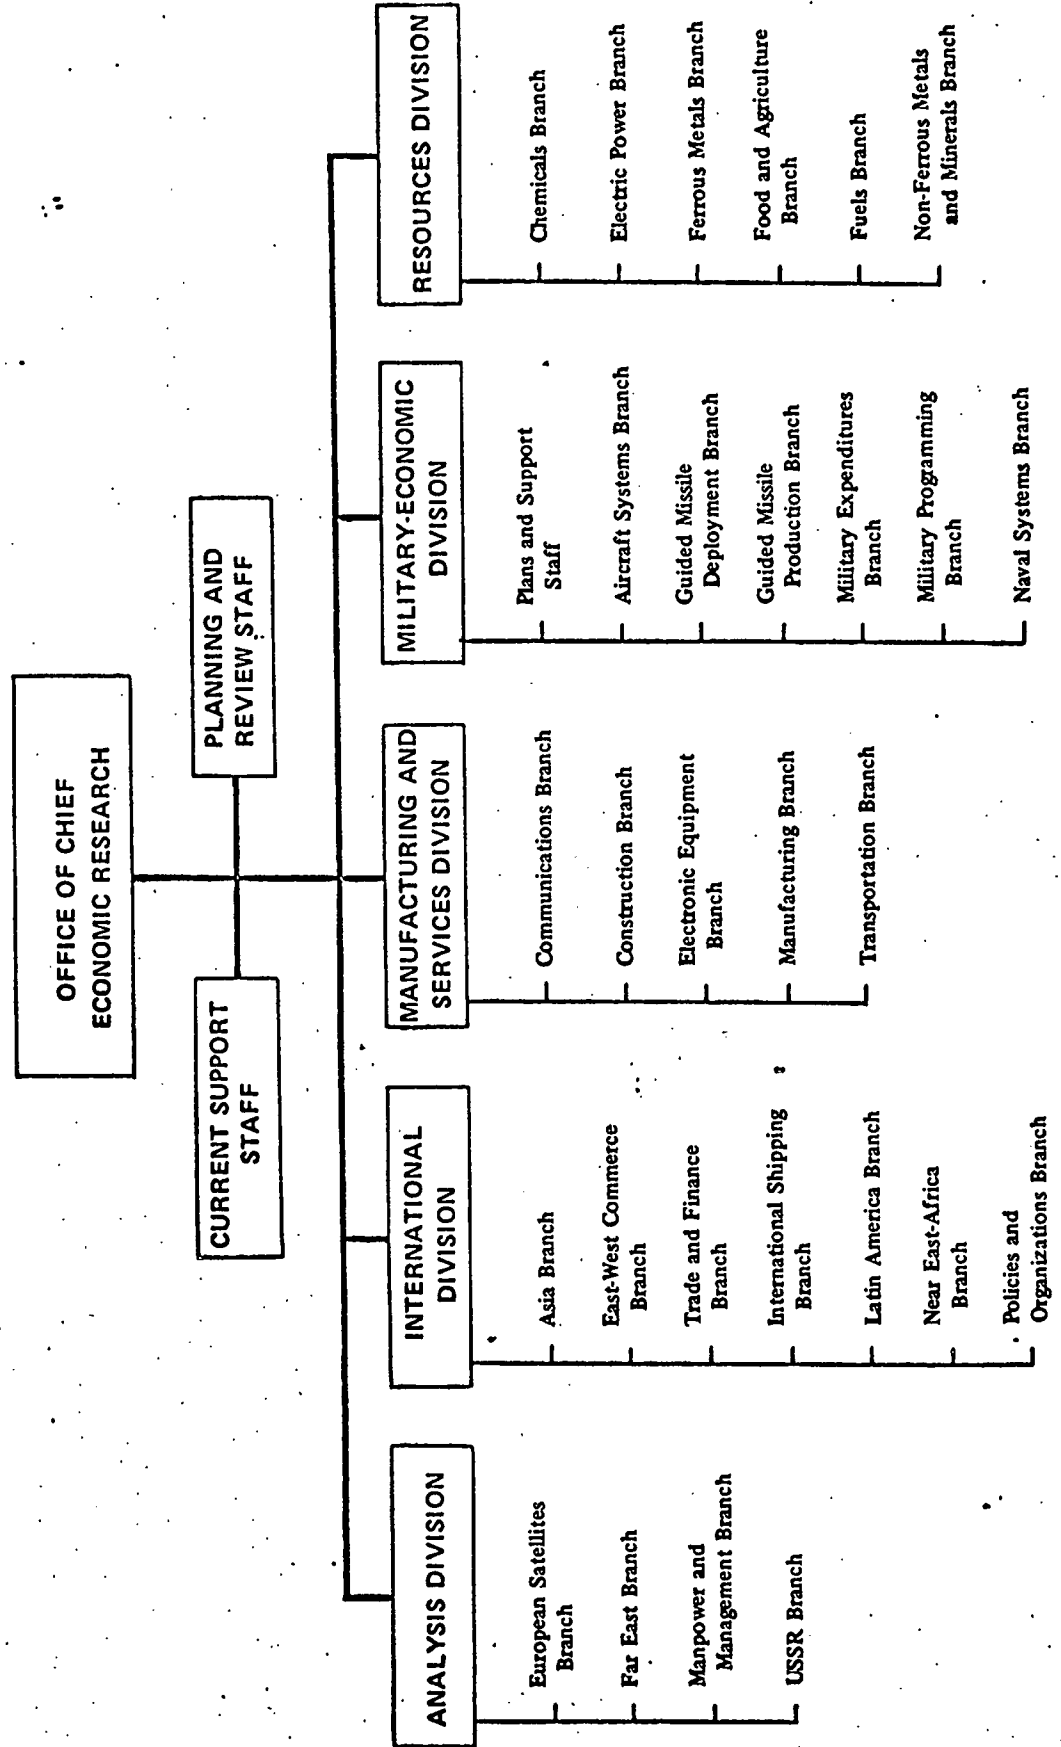 OFFICE OF CHIEF
ECONOMIC RESEARCH
CURRENT SUPPORT
STAFF
PLANNING AND
REVIEW STAFF
ANALYSIS DIVISION
European Satellites
Branch
Far East Branch
Manpower and
Management Branch
USSR Branch
INTERNATIONAL
DIVISION
Asia Branch
East-West Commerce
Branch
Trade and Finance
Branch
International Shipping
Branch
Latin America Branch
Near East-Africa
Branch
Policies and
Organizations Branch
MANUFACTURING AND
SERVICES DIVISION
Communications Branch
Construction Branch
Electronic Equipment
Branch
Manufacturing Branch
Transportation Branch
MILITARY-ECONOMIC
DIVISION
Plans and Support
Staff
Aircraft Systems Branch
Guided Missile
Deployment Branch
Guided Missile
Production Branch
Military Expenditures
Branch
Military Programming
Branch
Naval Systems Branch
RESOURCES DIVISION
Chemicals Branch
Electric Power Branch
Ferrous Metals Branch
Food and Agriculture
Branch
Fuels Branch
Non-Ferrous Metals
and Minerals Branch